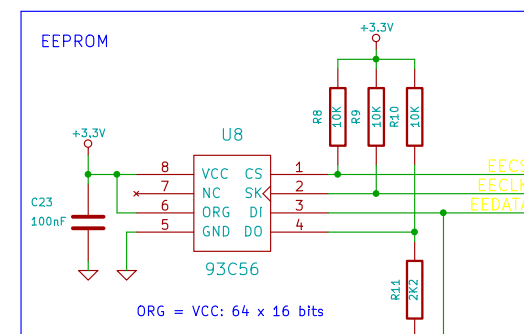 EEPROM
+3.3V
R8
10K
R9
10K
R10
10K
U8
+3.3V
8
VCC
CS
1
EECS
7
NC
SK
2
EECLK
C23
100nF
6
ORG
DI
3
EEDATA
5
GND
DO
4
93C56
R11
2K2
ORG = VCC: 64 x 16 bits